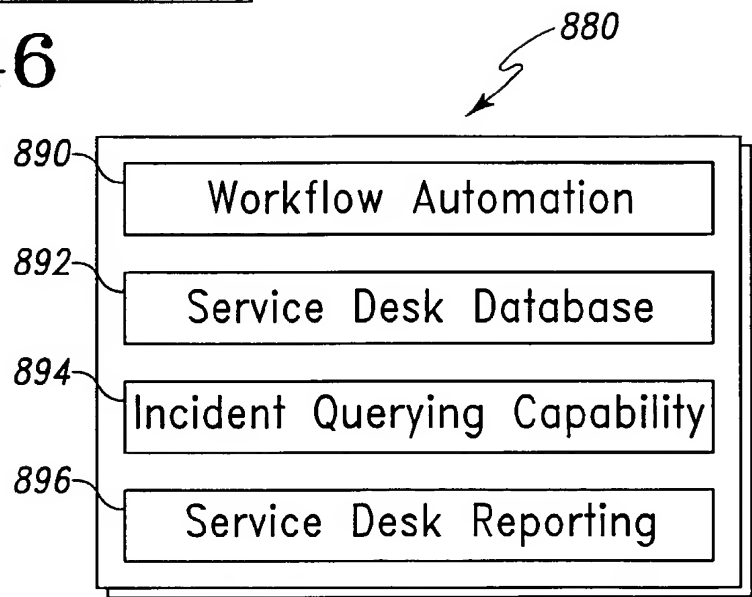 6
880
890
Workflow Automation
892
Service Desk Database
894
Incident Querying Capability
896
Service Desk Reporting